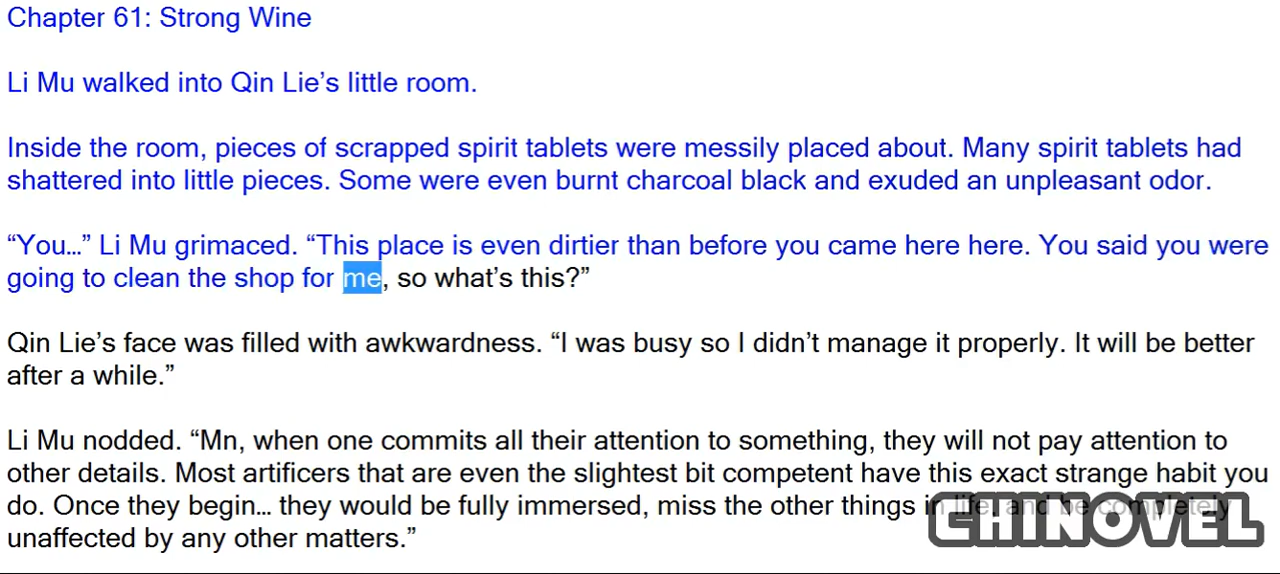 Chapter 61: Strong Wine
Li Mu walked into Qin Lie’s little room.
Inside the room, pieces of scrapped spirit tablets were messily placed about. Many spirit tablets had
shattered into little pieces. Some were even burnt charcoal black and exuded an unpleasant odor.
“You…” Li Mu grimaced. “This place is even dirtier than before you came here here. You said you were
going to clean the shop for me, so what’s this?”
Qin Lie’s face was filled with awkwardness. “I was busy so I didn’t manage it properly. It will be better
after a while.”
Li Mu nodded. “Mn, when one commits all their attention to something, they will not pay attention to
other details. Most artificers that are even the slightest bit competent have this exact strange habit you
do. Once they begin… they would be fully immersed, miss the other things in life, and be completely
unaffected by any other matters.”
CHINOVEL